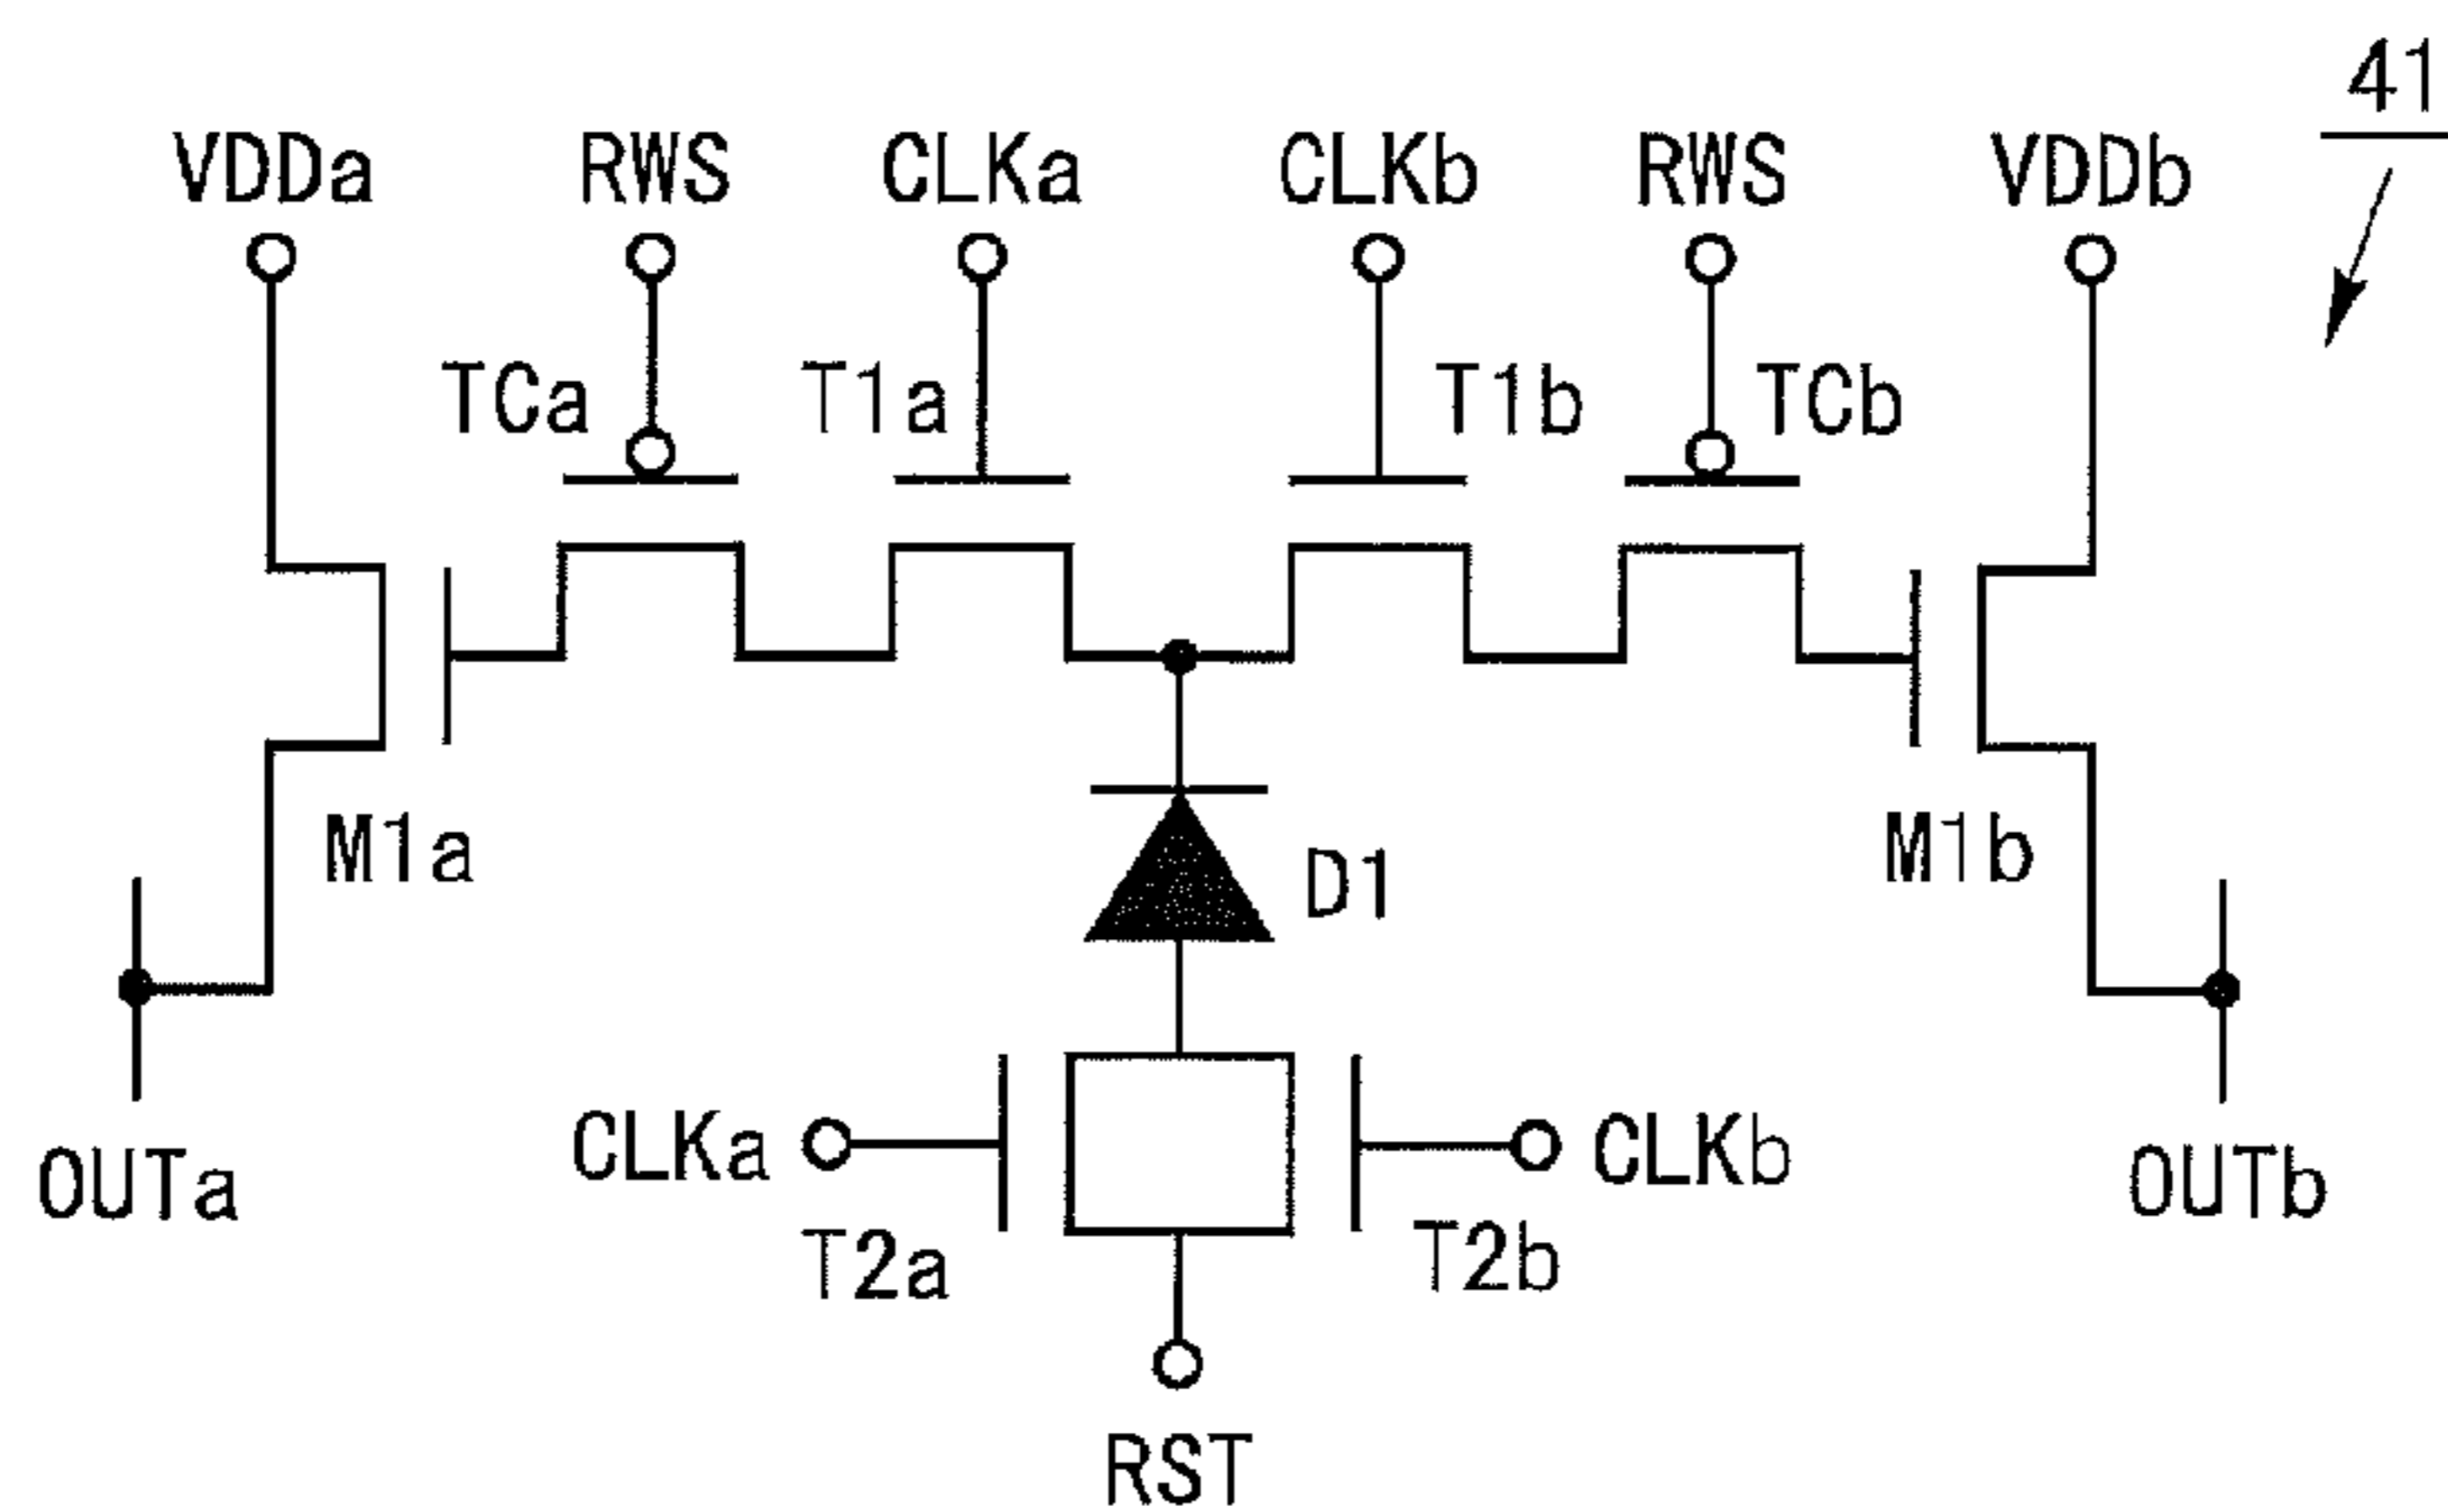 41
VDDa RWS CLKa CLKb RWS VDDb
TCa T1a T1b TCb
M1a D1 M1b
CLKa CLKb
OUTa OUTb
T2a T2b
RST